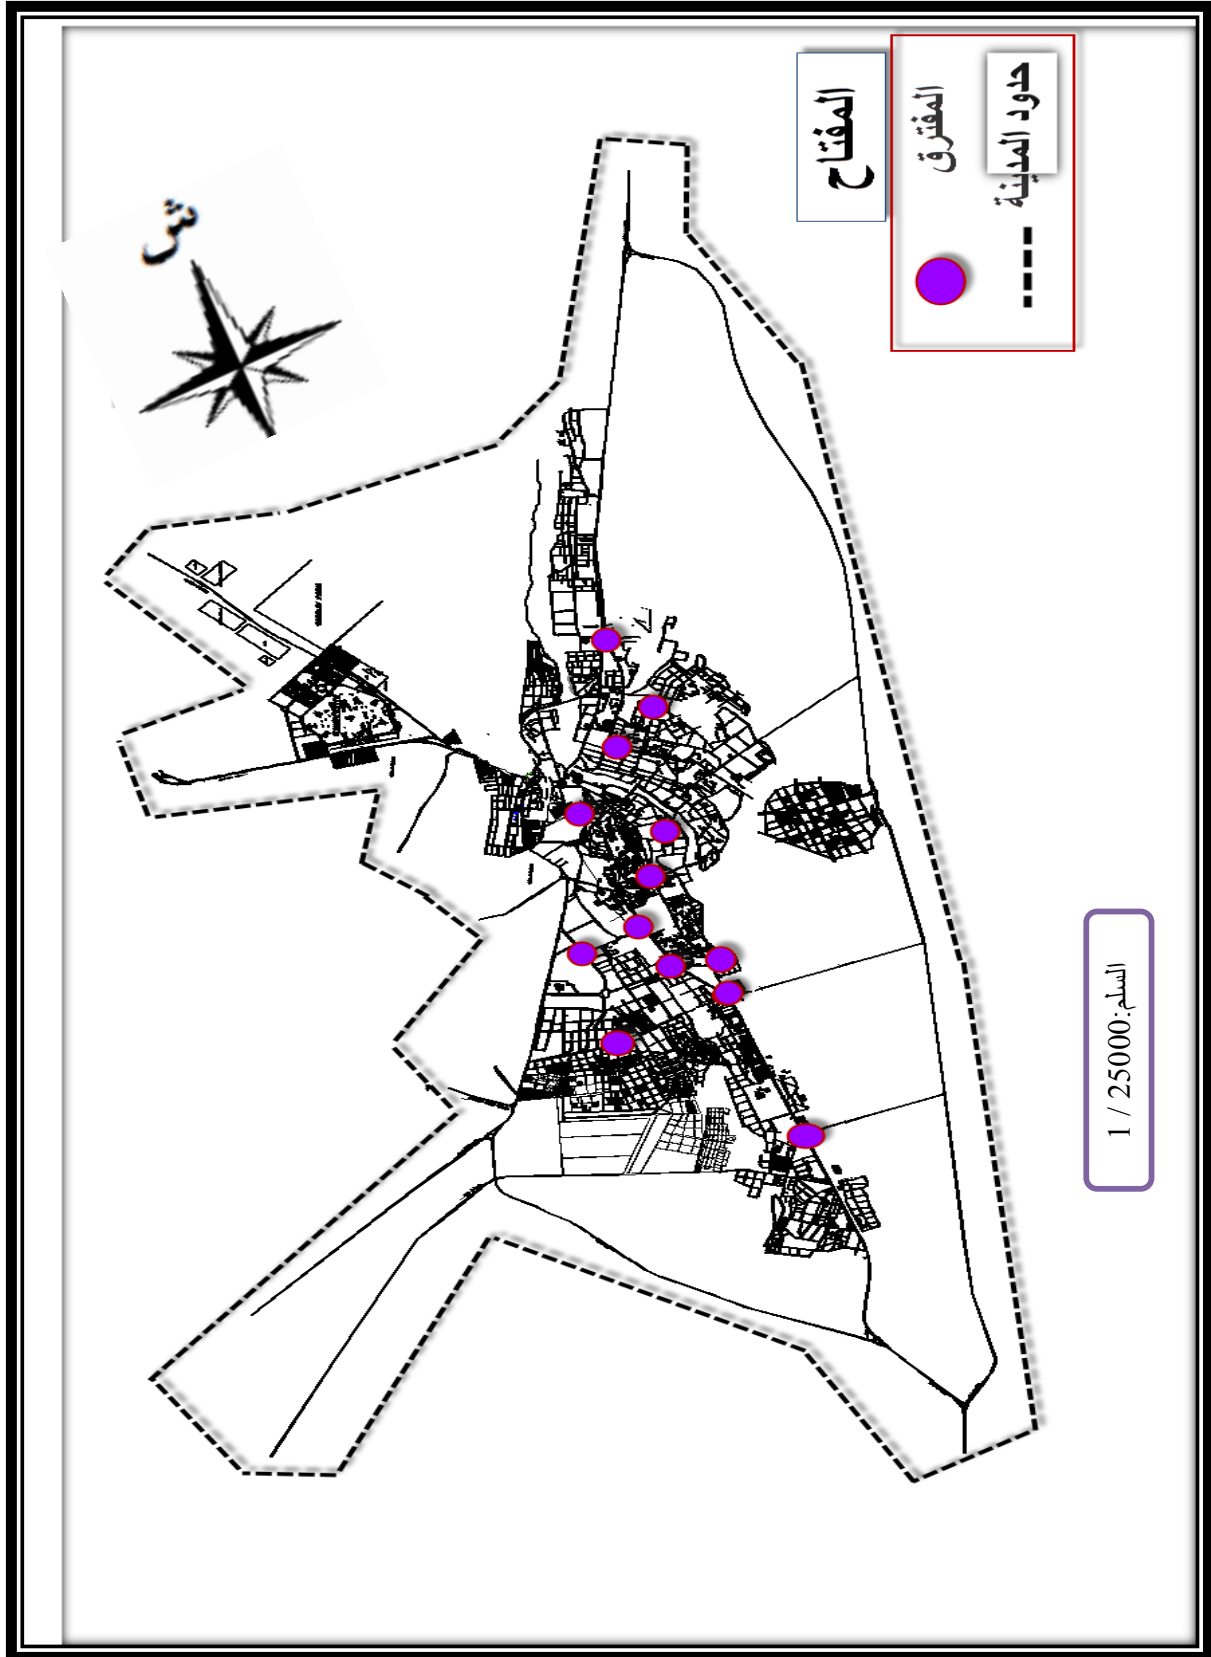 المفتاح
حدود المدينة
المفترق
ش
السلم:25000 / 1